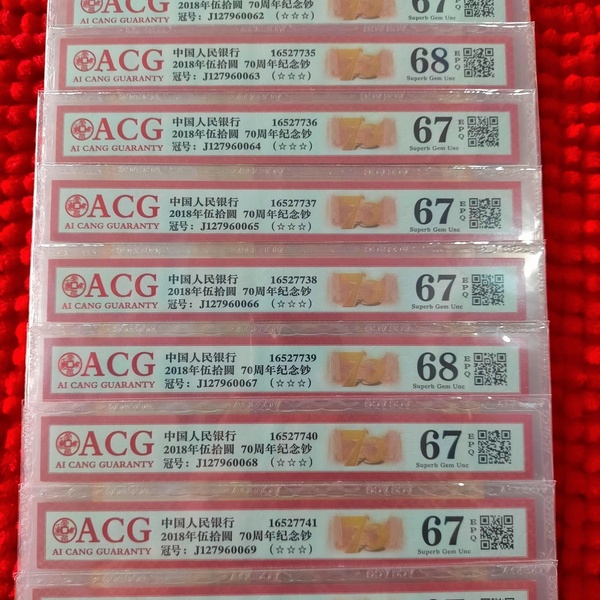 AI CANG GUARANTY
冠号：J127960062 (☆☆☆)
67
Superb Gem Unc
ACG
AI CANG GUARANTY
中国人民银行 16527735
2018年伍拾圆 70周年纪念钞
冠号：J127960063 (☆☆☆)
68
Superb Gem Unc
EPQ
ACG
AI CANG GUARANTY
中国人民银行 16527736
2018年伍拾圆 70周年纪念钞
冠号：J127960064 (☆☆☆)
67
Superb Gem Unc
EPQ
ACG
AI CANG GUARANTY
中国人民银行 16527737
2018年伍拾圆 70周年纪念钞
冠号：J127960065 (☆☆☆)
67
Superb Gem Unc
EPQ
ACG
AI CANG GUARANTY
中国人民银行 16527738
2018年伍拾圆 70周年纪念钞
冠号：J127960066 (☆☆☆)
67
Superb Gem Unc
EPQ
ACG
AI CANG GUARANTY
中国人民银行 16527739
2018年伍拾圆 70周年纪念钞
冠号：J127960067 (☆☆☆)
68
Superb Gem Unc
EPQ
ACG
AI CANG GUARANTY
中国人民银行 16527740
2018年伍拾圆 70周年纪念钞
冠号：J127960068 (☆☆☆)
67
Superb Gem Unc
EPQ
ACG
AI CANG GUARANTY
中国人民银行 16527741
2018年伍拾圆 70周年纪念钞
冠号：J127960069 (☆☆☆)
67
Superb Gem Unc
EPQ